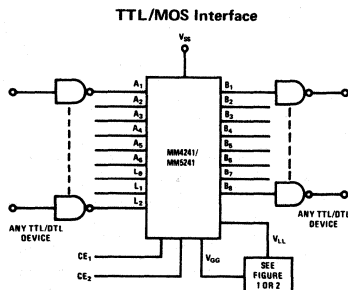 TTL/MOS Interface
VSS
A1
A2
A3
A4
A5
A6
L0
L1
L2
MM4241/
MM5241
B1
B2
B3
B4
B5
B6
B7
B8
ANY TTL/DTL
DEVICE
ANY TTL/DTL
DEVICE
CE1
CE2
VGG
VLL
SEE
FIGURE
1 OR 2